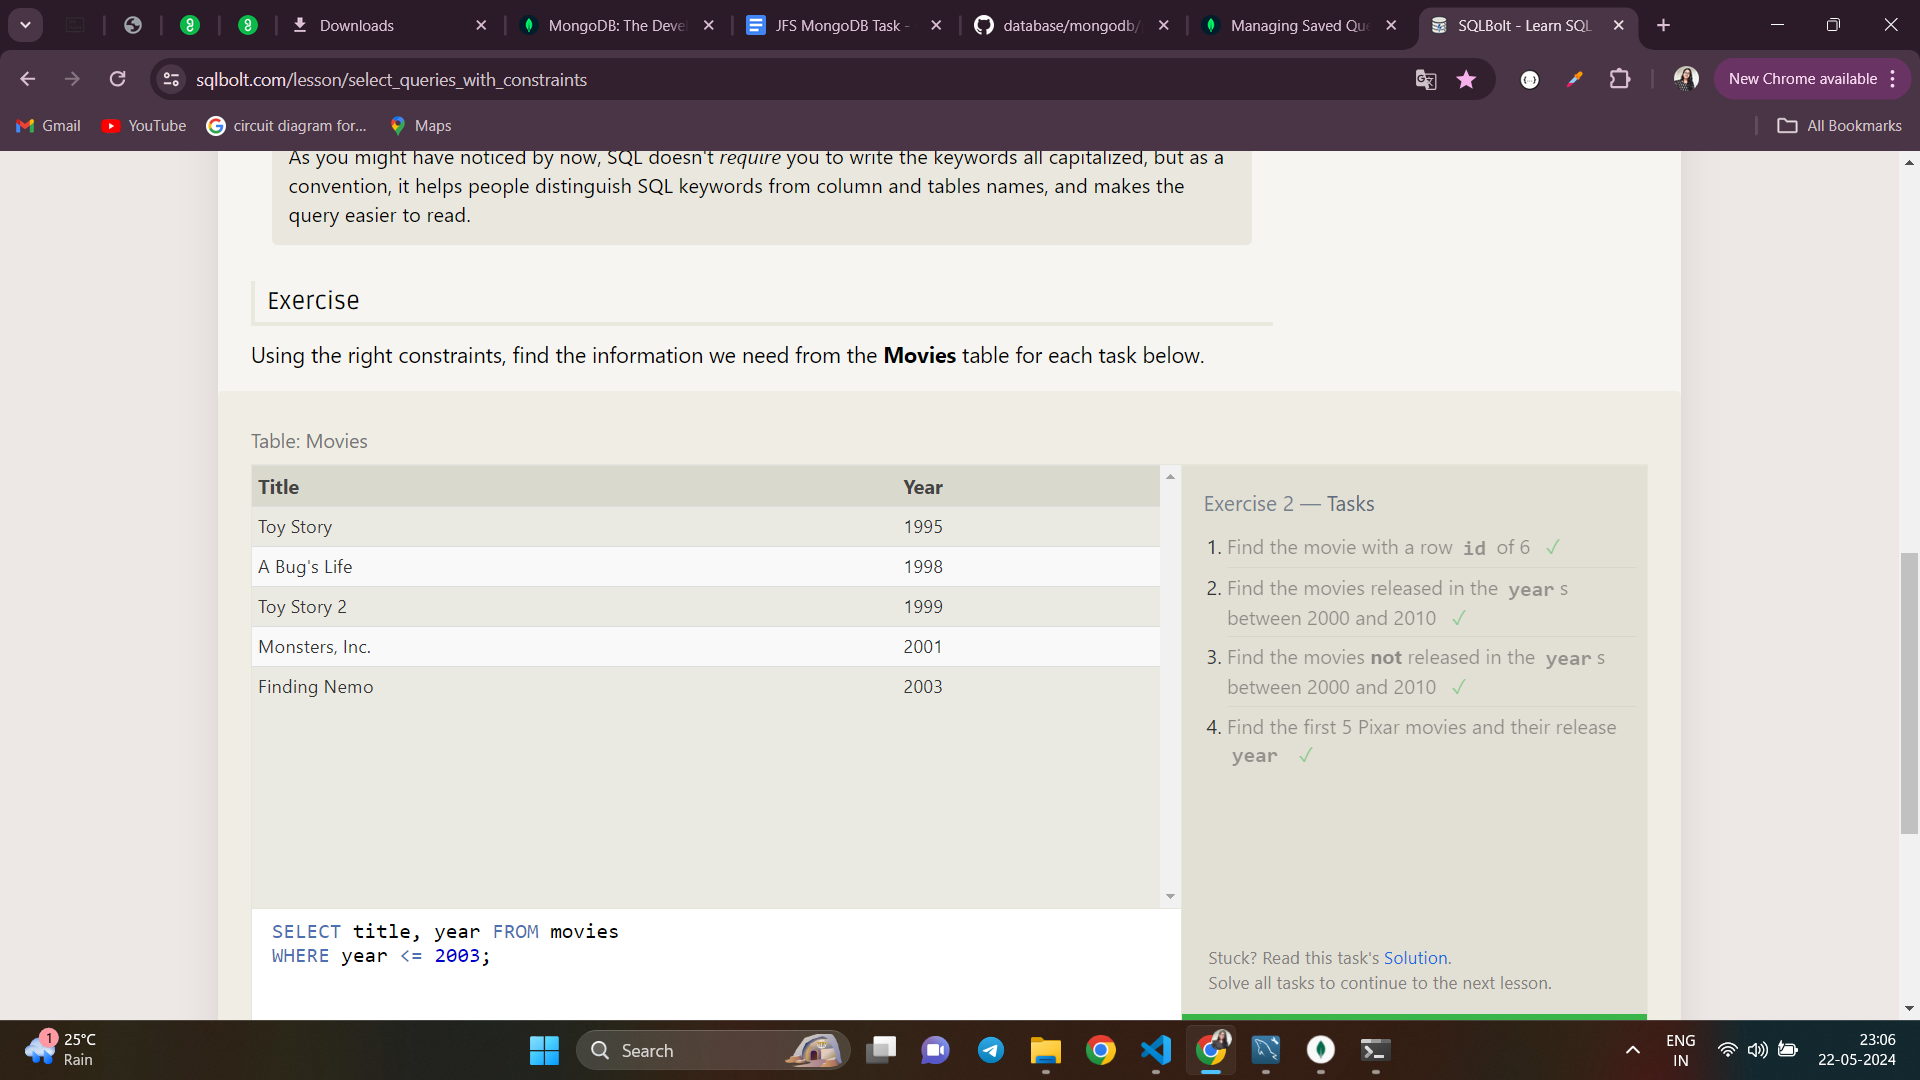 Downloads
MongoDB: The Deve
JFS MongoDB Task -
database/mongodb/
Managing Saved Que
SQLBolt - Learn SQL
sqlbolt.com/lesson/select_queries_with_constraints
New Chrome available
Gmail
YouTube
circuit diagram for...
Maps
All Bookmarks
As you might have noticed by now, SQL doesn't require you to write the keywords all capitalized, but as a
convention, it helps people distinguish SQL keywords from column and tables names, and makes the
query easier to read.
Exercise
Using the right constraints, find the information we need from the Movies table for each task below.
Table: Movies
Title Year
Toy Story 1995
A Bug's Life 1998
Toy Story 2 1999
Monsters, Inc. 2001
Finding Nemo 2003
Exercise 2 — Tasks
1. Find the movie with a row id of 6 ✓
2. Find the movies released in the year s
between 2000 and 2010 ✓
3. Find the movies not released in the year s
between 2000 and 2010 ✓
4. Find the first 5 Pixar movies and their release
year ✓
SELECT title, year FROM movies
WHERE year <= 2003;
Stuck? Read this task's Solution.
Solve all tasks to continue to the next lesson.
1
25°C
Rain
Search
ENG
IN
23:06
22-05-2024